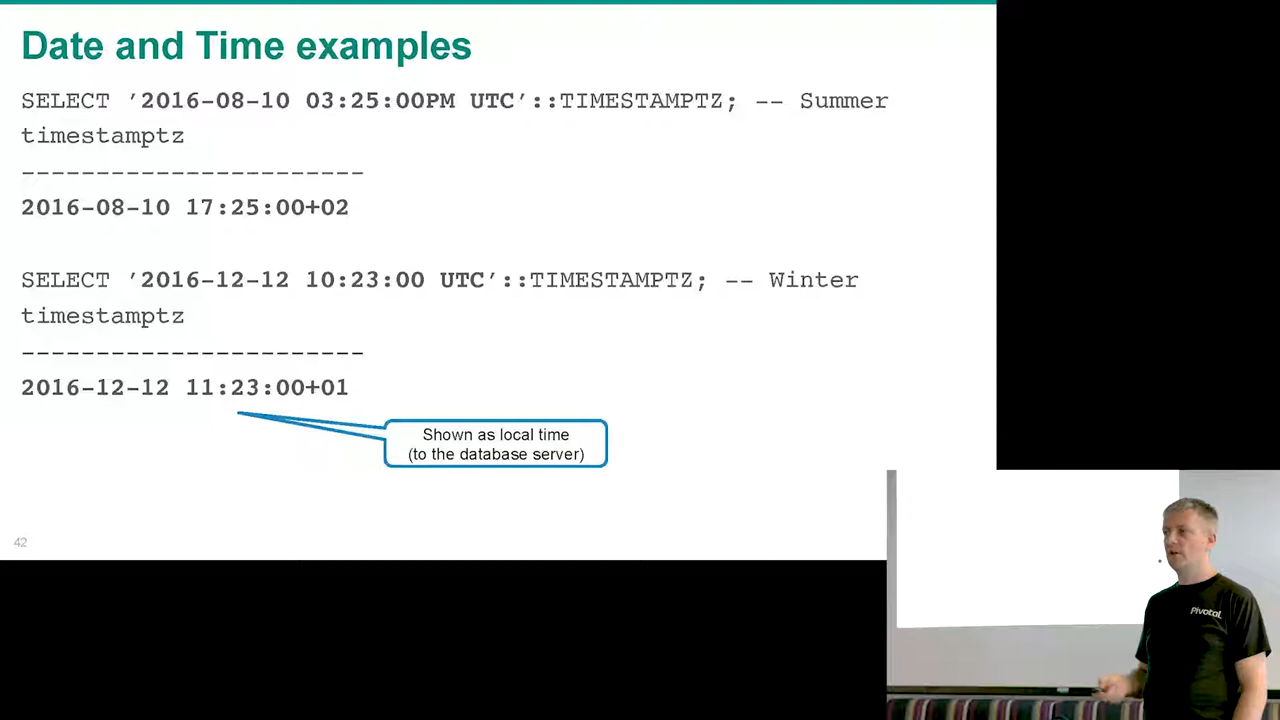 Date and Time examples
SELECT ’2016-08-10 03:25:00PM UTC’::TIMESTAMPTZ; -- Summer
timestamptz
-----------------------
2016-08-10 17:25:00+02
SELECT ’2016-12-12 10:23:00 UTC’::TIMESTAMPTZ; -- Winter
timestamptz
-----------------------
2016-12-12 11:23:00+01
Shown as local time
(to the database server)
42
Pivotal